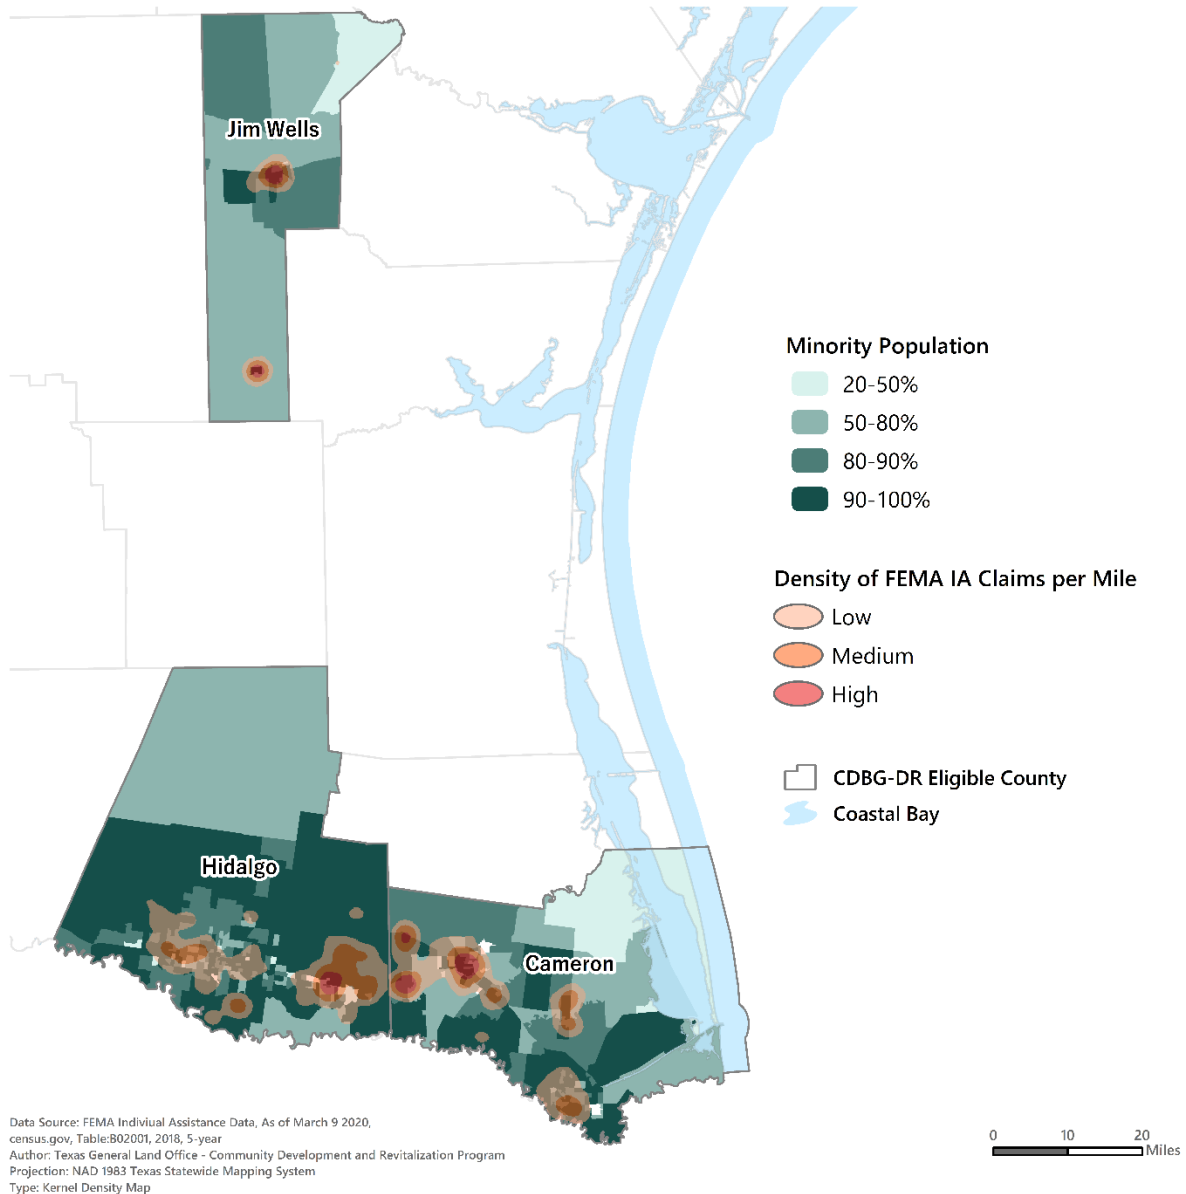 Jim Wells
Minority Population
20-50%
50-80%
80-90%
90-100%
Density of FEMA IA Claims per Mile
Low
Medium
High
CDBG-DR Eligible County
Coastal Bay
Hidalgo
Cameron
Data Source: FEMA Indiviual Assistance Data, As of March 9 2020,
census.gov, Table:B02001, 2018, 5-year
Author: Texas General Land Office - Community Development and Revitalization Program
Projection: NAD 1983 Texas Statewide Mapping System
Type: Kernel Density Map
0 10 20
Miles